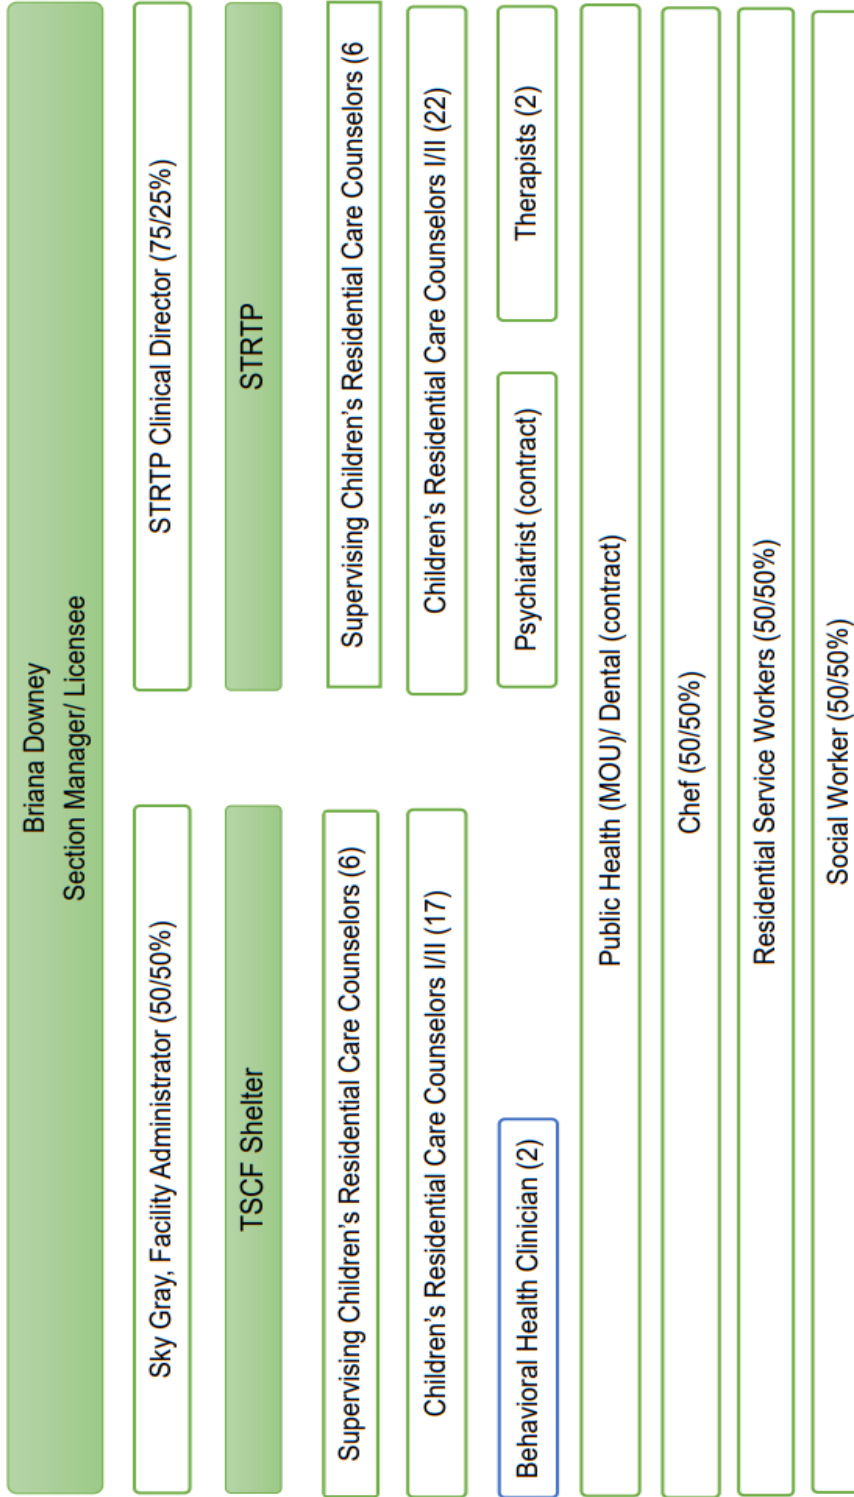 Briana Downey
Section Manager/ Licensee
Sky Gray, Facility Administrator (50/50%)
STRTP Clinical Director (75/25%)
TSCF Shelter
STRTP
Supervising Children's Residential Care Counselors (6)
Supervising Children's Residential Care Counselors (6
Children's Residential Care Counselors I/II (17)
Children's Residential Care Counselors I/II (22)
Behavioral Health Clinician (2)
Psychiatrist (contract)
Therapists (2)
Public Health (MOU)/ Dental (contract)
Chef (50/50%)
Residential Service Workers (50/50%)
Social Worker (50/50%)